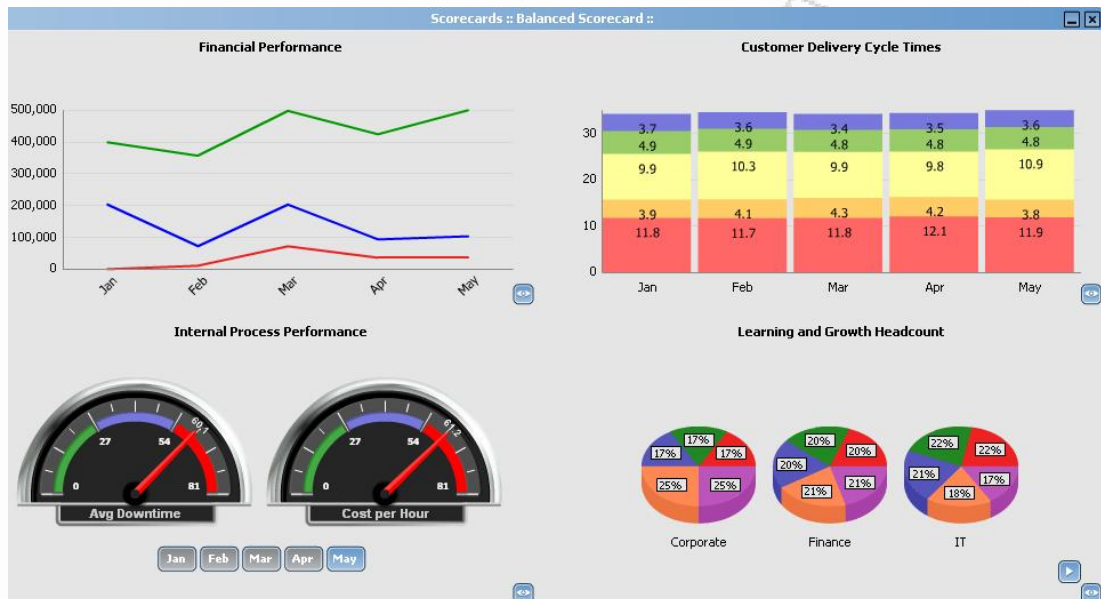 Scorecards :: Balanced Scorecard ::
Financial Performance
500,000
400,000
300,000
200,000
100,000
0
Jan Feb Mar Apr May
Customer Delivery Cycle Times
30
20
10
0
3.7 3.6 3.4 3.5 3.6
4.9 4.9 4.8 4.8 4.8
9.9 10.3 9.9 9.8 10.9
3.9 4.1 4.3 4.2 3.8
11.8 11.7 11.8 12.1 11.9
Jan Feb Mar Apr May
Internal Process Performance
0 27 54 60.1 81
Avg Downtime
0 27 54 61.2 81
Cost per Hour
Jan Feb Mar Apr May
Learning and Growth Headcount
17% 17% 17% 25% 25%
Corporate
20% 20% 20% 21% 21%
Finance
22% 22% 21% 18% 17%
IT